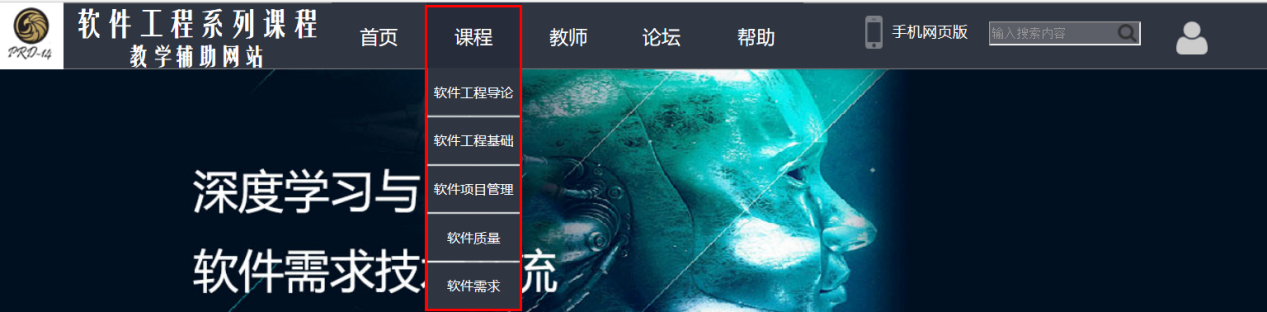 PRD-14
软件工程系列课程
教学辅助网站
首页
课程
教师
论坛
帮助
手机网页版
输入搜索内容
软件工程导论
软件工程基础
软件项目管理
软件质量
软件需求
深度学习与
软件需求技
流